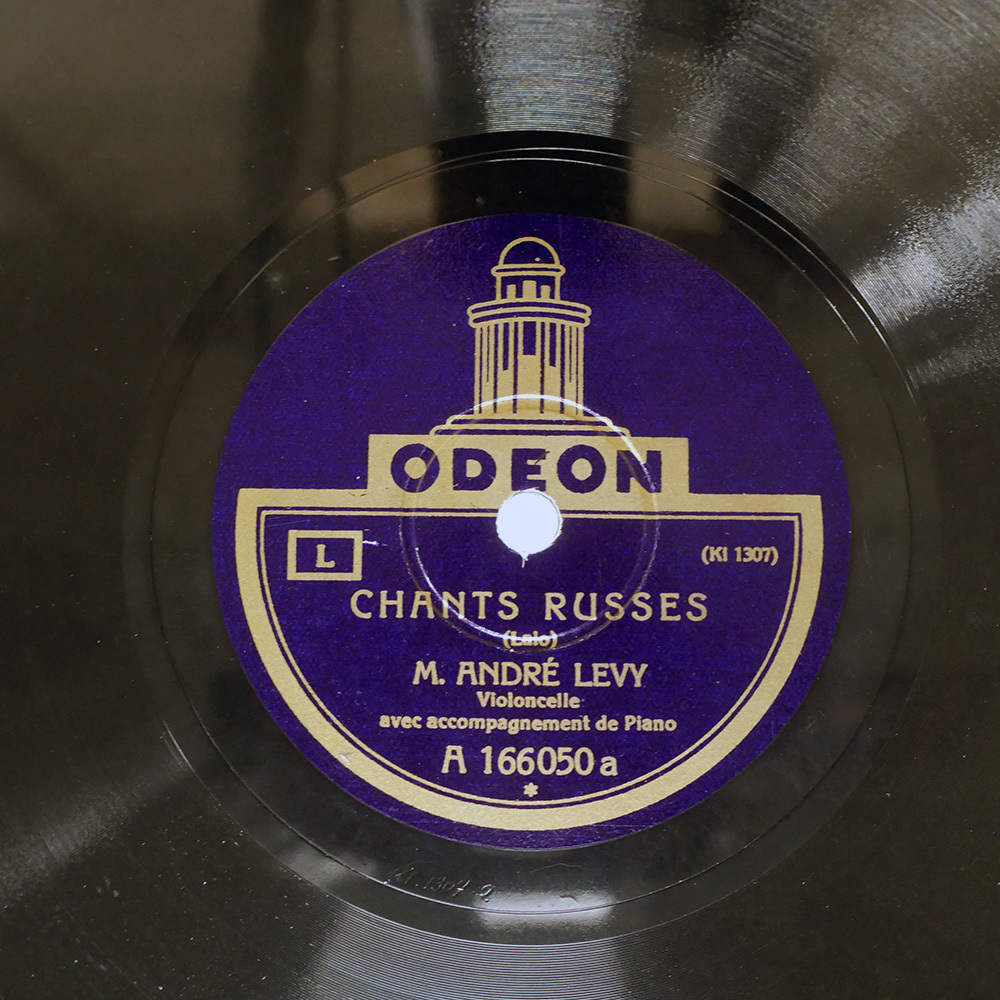 ODEON
L
(KI 1307)
CHANTS RUSSES
(Lalo)
M. ANDRÉ LEVY
Violoncelle
avec accompagnement de Piano
A 166050 a
*